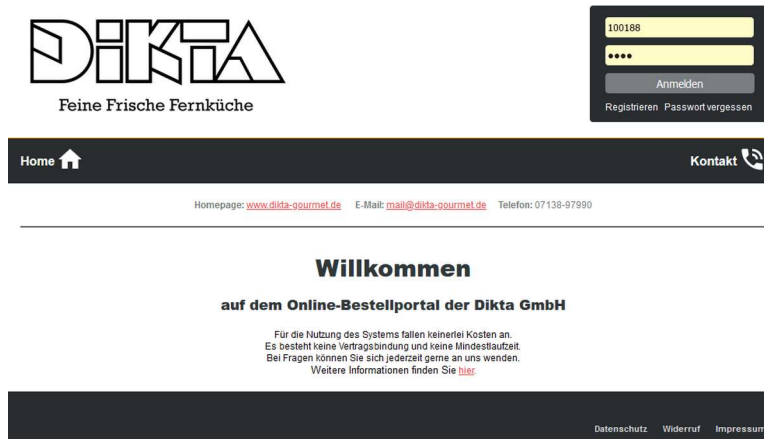 DIKTA
Feine Frische Fernküche
100188
••••
Anmelden
Registrieren Passwort vergessen
Home
Kontakt
Homepage: www.dikta-gourmet.de E-Mail: mail@dikta-gourmet.de Telefon: 07138-97990
Willkommen
auf dem Online-Bestellportal der Dikta GmbH
Für die Nutzung des Systems fallen keinerlei Kosten an.
Es besteht keine Vertragsbindung und keine Mindestlaufzeit.
Bei Fragen können Sie sich jederzeit gerne an uns wenden.
Weitere Informationen finden Sie hier.
Datenschutz Widerruf Impressum